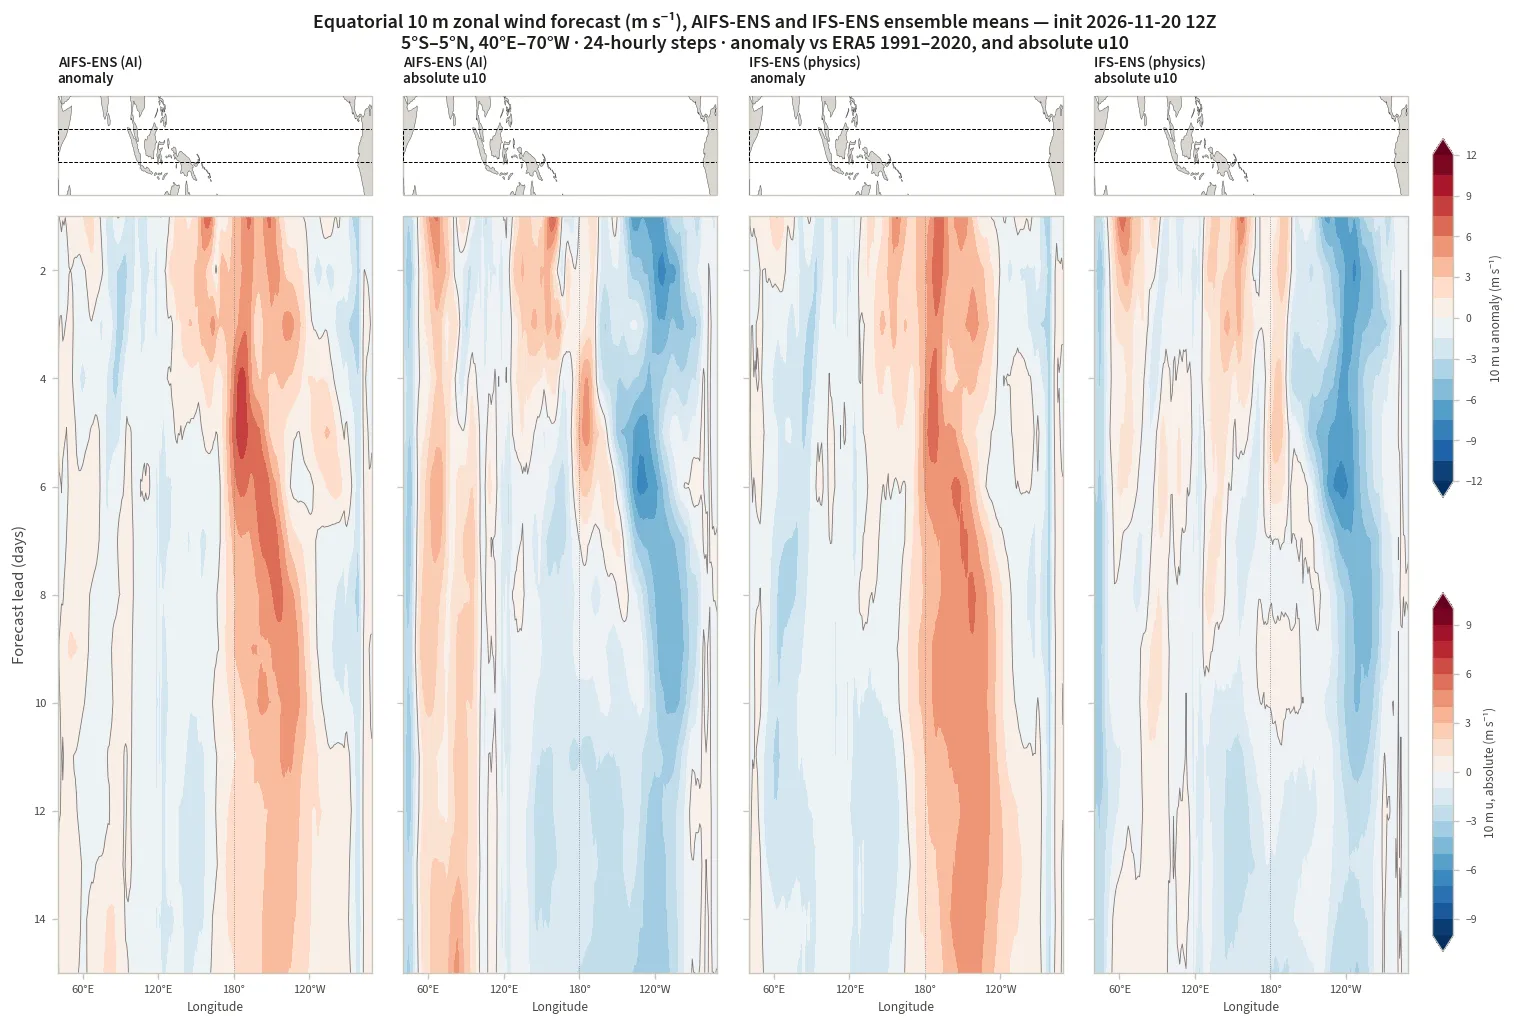 Equatorial 10 m zonal wind forecast (m s⁻¹), AIFS-ENS and IFS-ENS ensemble means — init 2026-11-20 12Z
5°S–5°N, 40°E–70°W · 24-hourly steps · anomaly vs ERA5 1991–2020, and absolute u10
AIFS-ENS (AI)
anomaly
AIFS-ENS (AI)
absolute u10
IFS-ENS (physics)
anomaly
IFS-ENS (physics)
absolute u10
Forecast lead (days)
2
4
6
8
10
12
14
60°E
120°E
180°
120°W
Longitude
60°E
120°E
180°
120°W
Longitude
60°E
120°E
180°
120°W
Longitude
60°E
120°E
180°
120°W
Longitude
12
9
6
3
0
−3
−6
−9
−12
10 m u anomaly (m s⁻¹)
9
6
3
0
−3
−6
−9
10 m u, absolute (m s⁻¹)